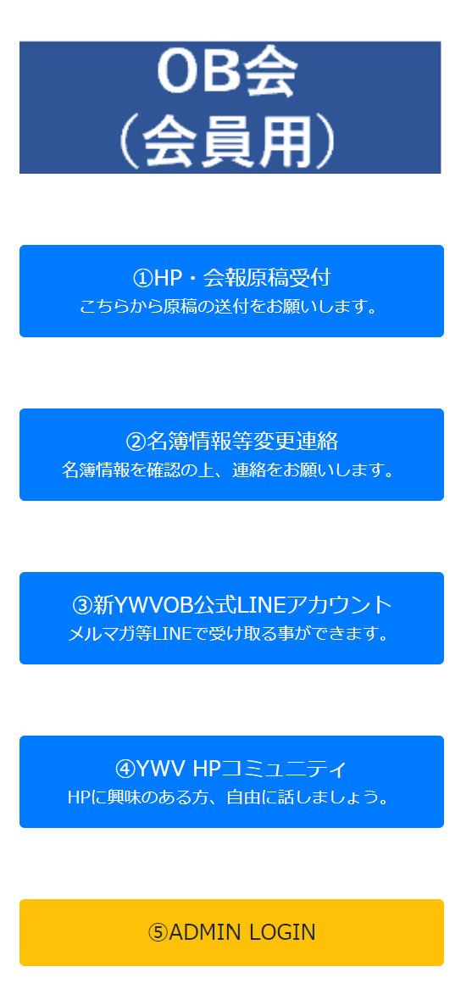 OB会
（会員用）
①HP・会報原稿受付
こちらから原稿の送付をお願いします。
②名簿情報等変更連絡
名簿情報を確認の上、連絡をお願いします。
③新YWVOB公式LINEアカウント
メルマガ等LINEで受け取る事ができます。
④YWV HPコミュニティ
HPに興味のある方、自由に話しましょう。
⑤ADMIN LOGIN